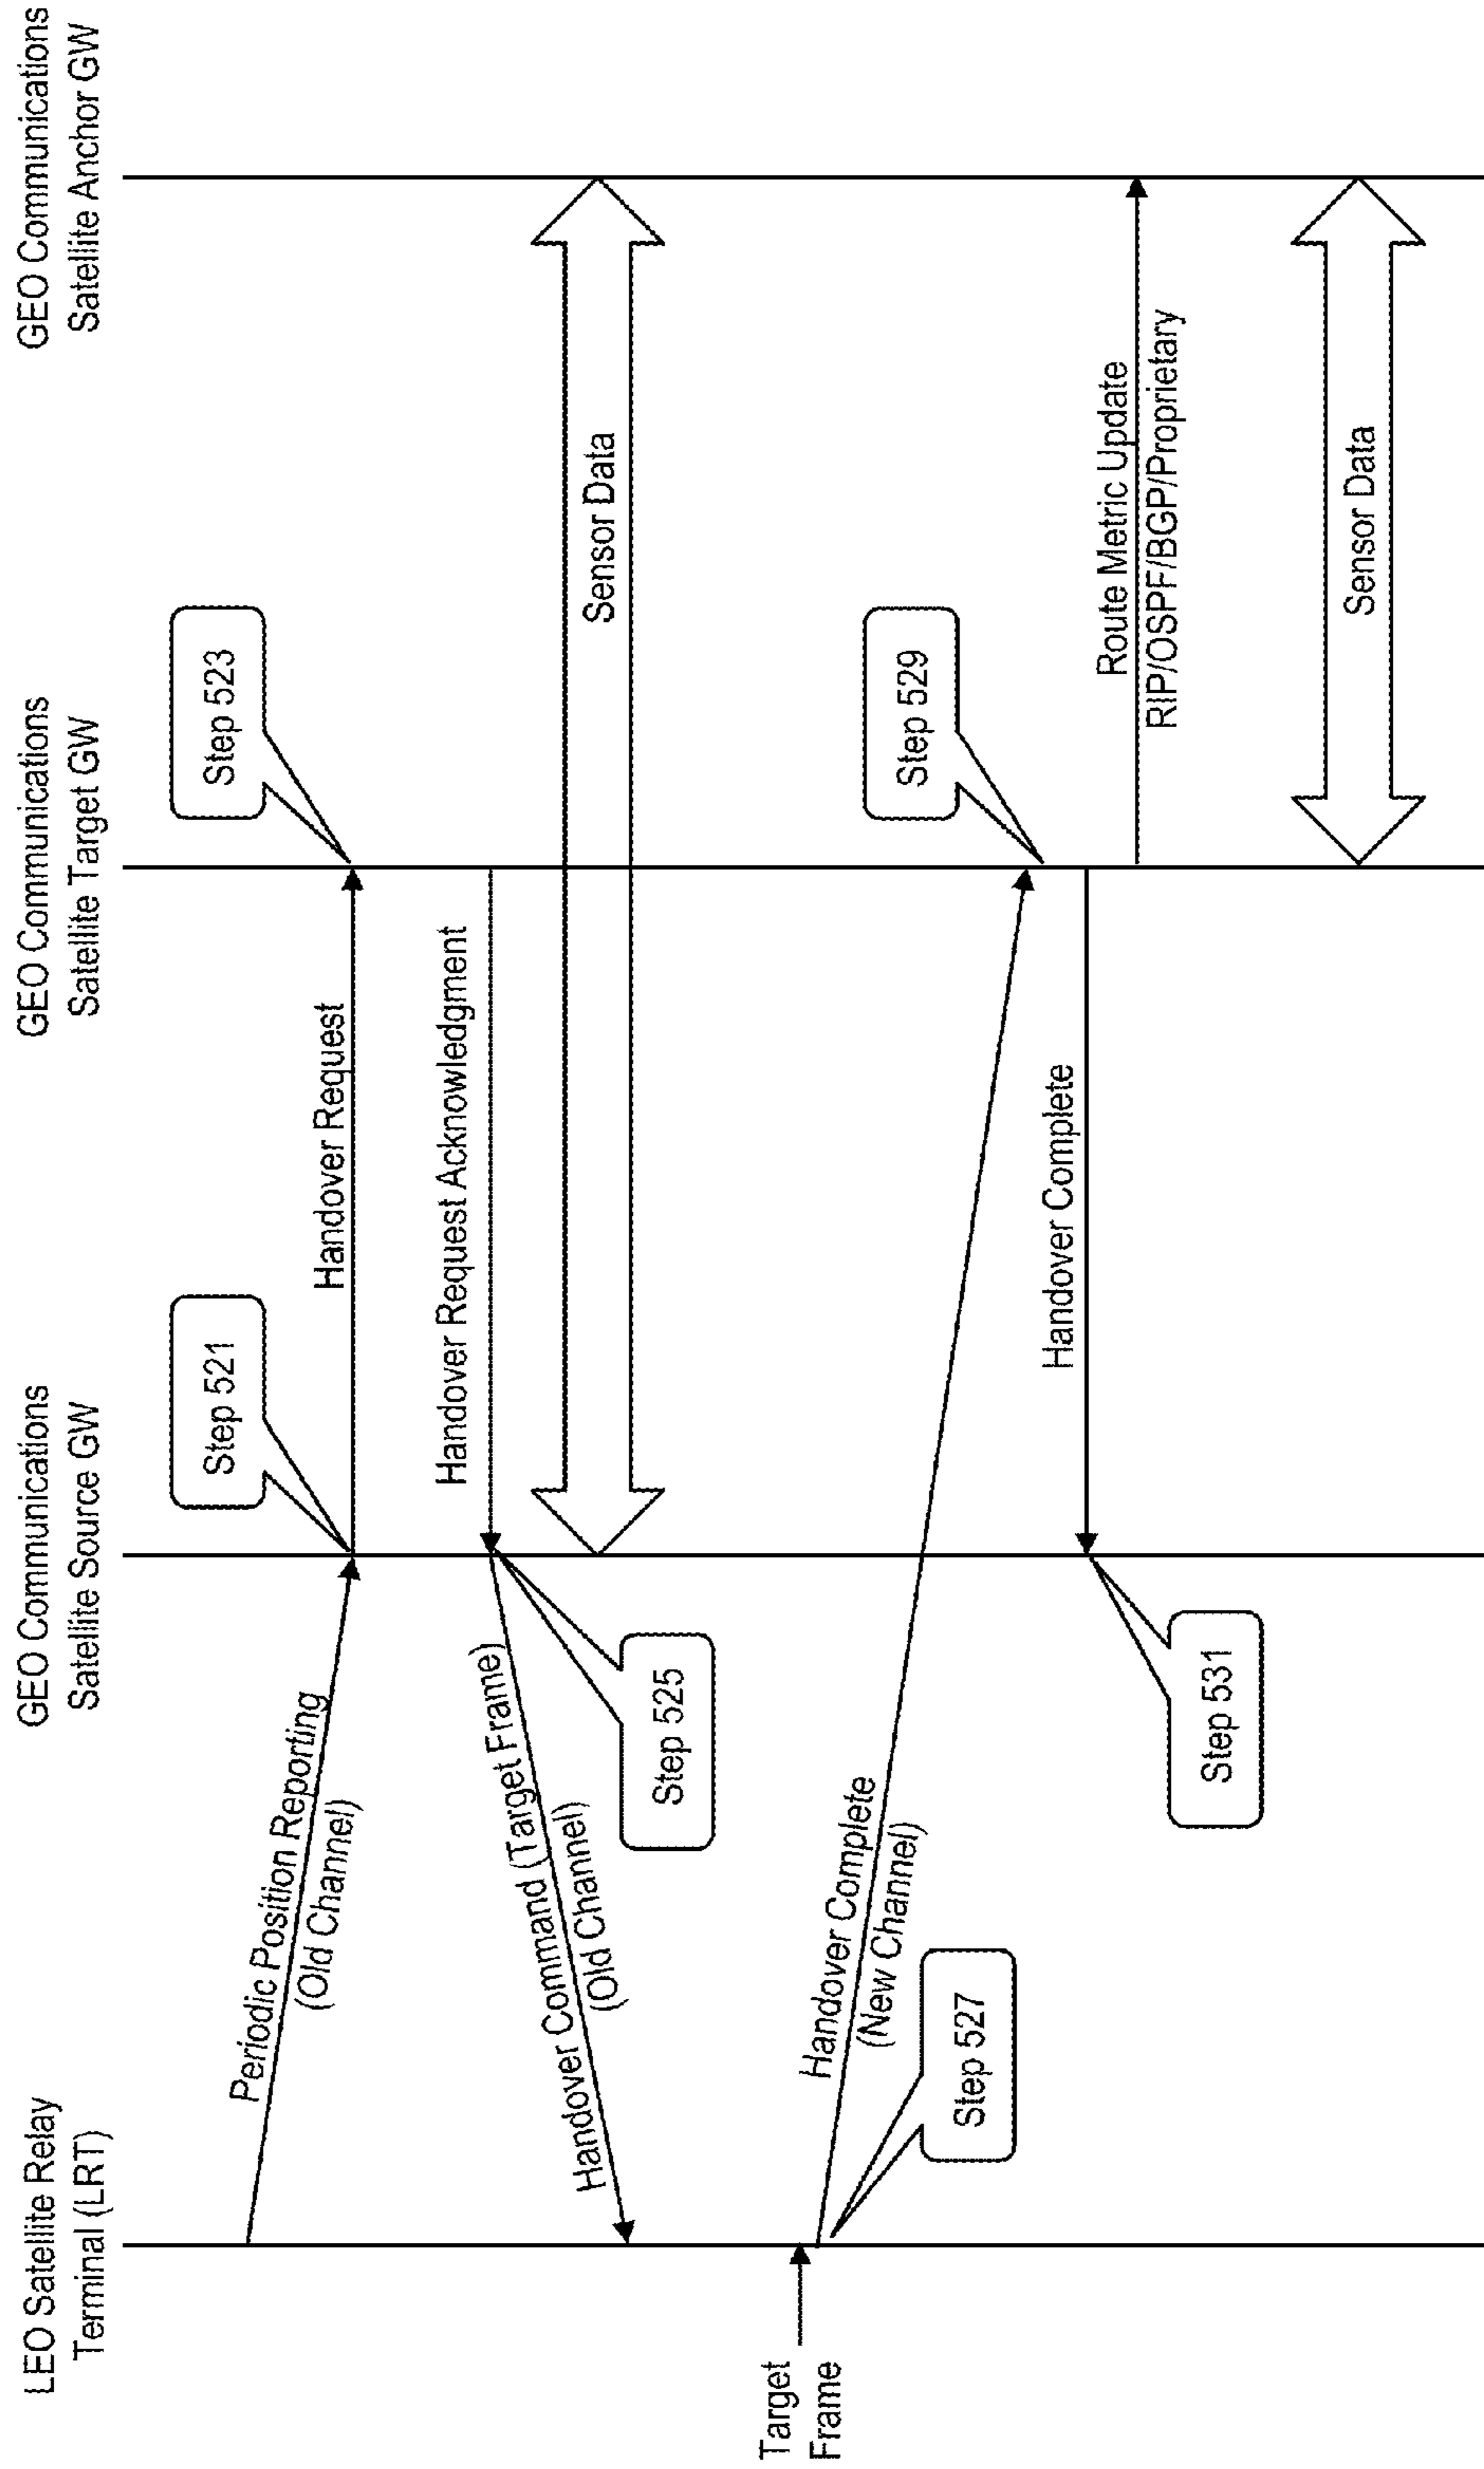 LEO Satellite Relay
Terminal (LRT)
GEO Communications
Satellite Source GW
GEO Communications
Satellite Target GW
GEO Communications
Satellite Anchor GW
Step 521
Step 523
Periodic Position Reporting
(Old Channel)
Handover Request
Handover Request Acknowledgment
Handover Command (Target Frame)
(Old Channel)
Sensor Data
Step 525
Target
Frame
Handover Complete
(New Channel)
Step 529
Step 527
Handover Complete
Route Metric Update
RIP/OSPF/BGP/Proprietary
Step 531
Sensor Data